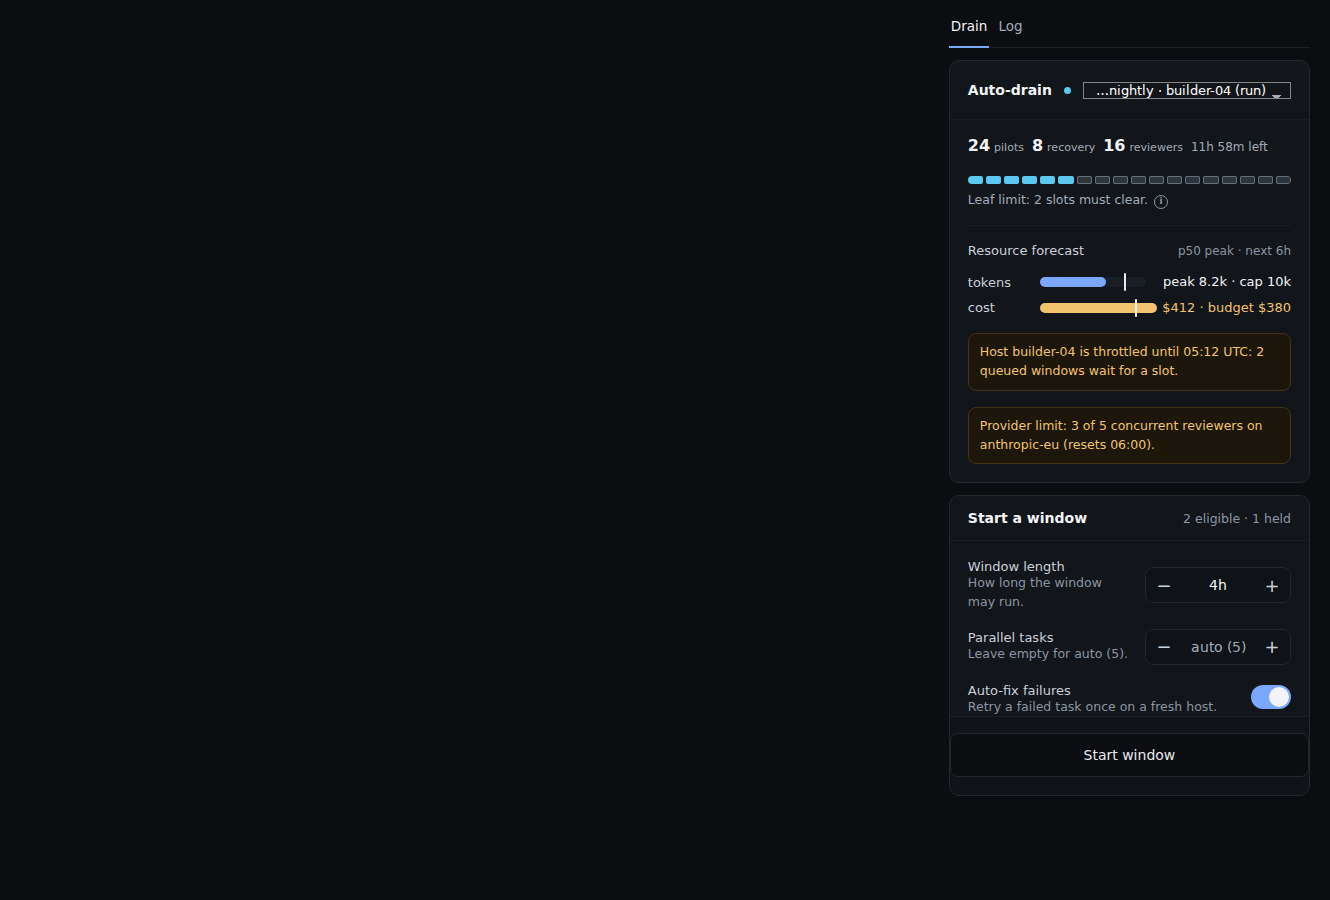 Drain Log
Auto-drain ...nightly · builder-04 (run)
24 pilots 8 recovery 16 reviewers 11h 58m left
Leaf limit: 2 slots must clear. i
Resource forecast p50 peak · next 6h
tokens peak 8.2k · cap 10k
cost $412 · budget $380
Host builder-04 is throttled until 05:12 UTC: 2
queued windows wait for a slot.
Provider limit: 3 of 5 concurrent reviewers on
anthropic-eu (resets 06:00).
Start a window 2 eligible · 1 held
Window length
How long the window
may run.
− 4h +
Parallel tasks
Leave empty for auto (5).
− auto (5) +
Auto-fix failures
Retry a failed task once on a fresh host.
Start window